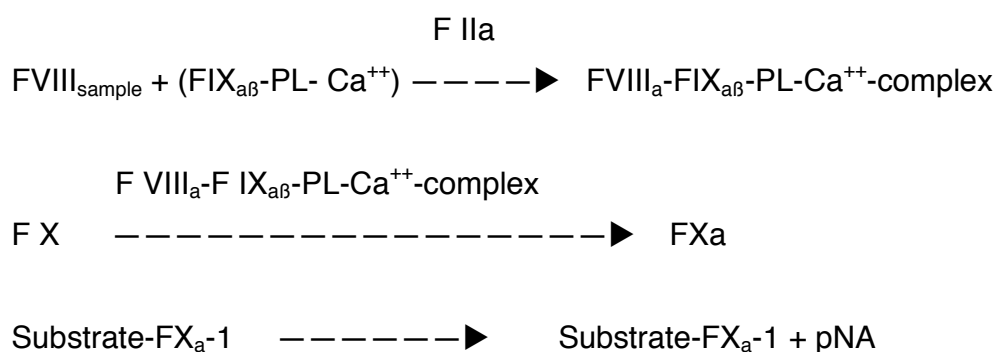 F IIa
FVIIIsample + (FIXaß-PL- Ca++) – – – – ▶ FVIIIa-FIXaß-PL-Ca++-complex
F VIIIa-F IXaß-PL-Ca++-complex
F X – – – – – – – – – – – – – – – – ▶ FXa
Substrate-FXa-1 – – – – – – ▶ Substrate-FXa-1 + pNA